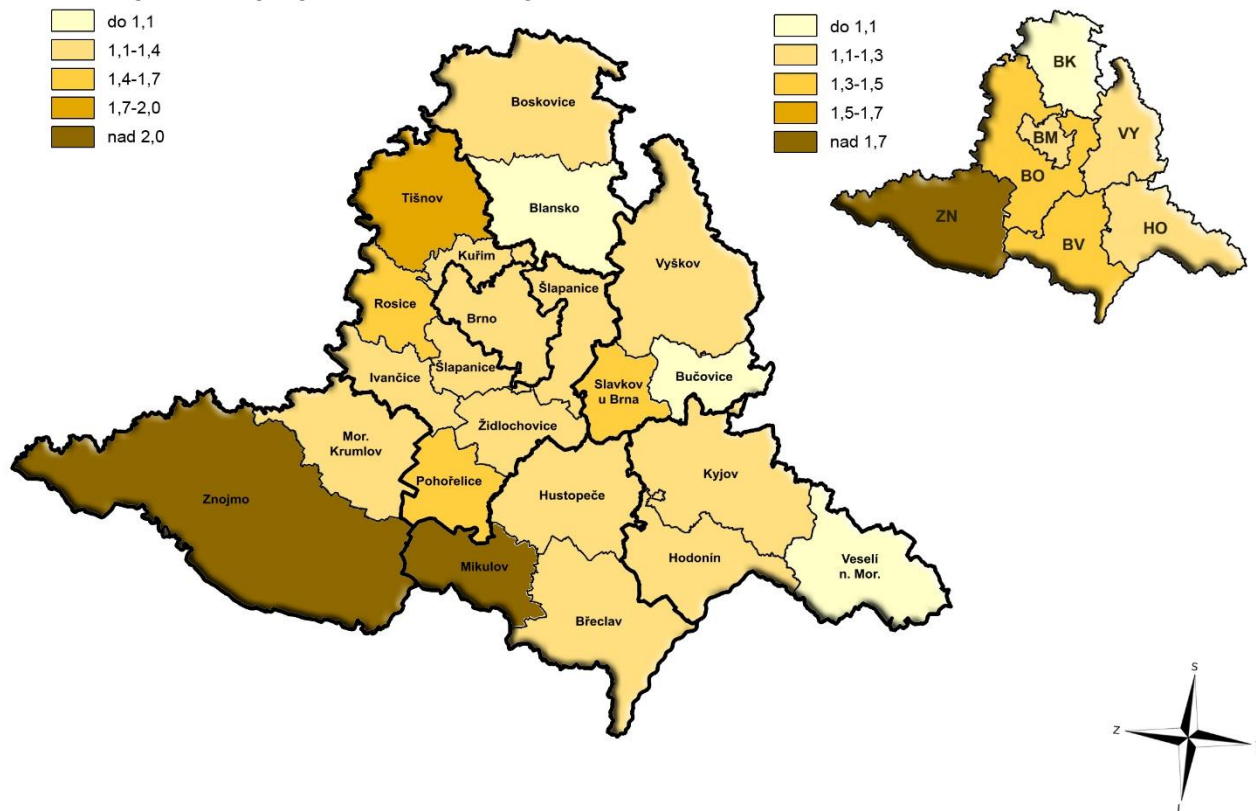 do 1,1
1,1-1,4
1,4-1,7
1,7-2,0
nad 2,0
do 1,1
1,1-1,3
1,3-1,5
1,5-1,7
nad 1,7
BK
VY
BM
BO
ZN
HO
BV
Boskovice
Tišnov
Blansko
Kuřim
Vyškov
Šlapanice
Rosice
Brno
Šlapanice
Ivančice
Slavkov
u Brna
Bučovice
Židlochovice
Mor.
Krumlov
Kyjov
Pohořelice
Hustopeče
Znojmo
Mikulov
Hodonín
Veselí
n. Mor.
Břeclav
S
Z